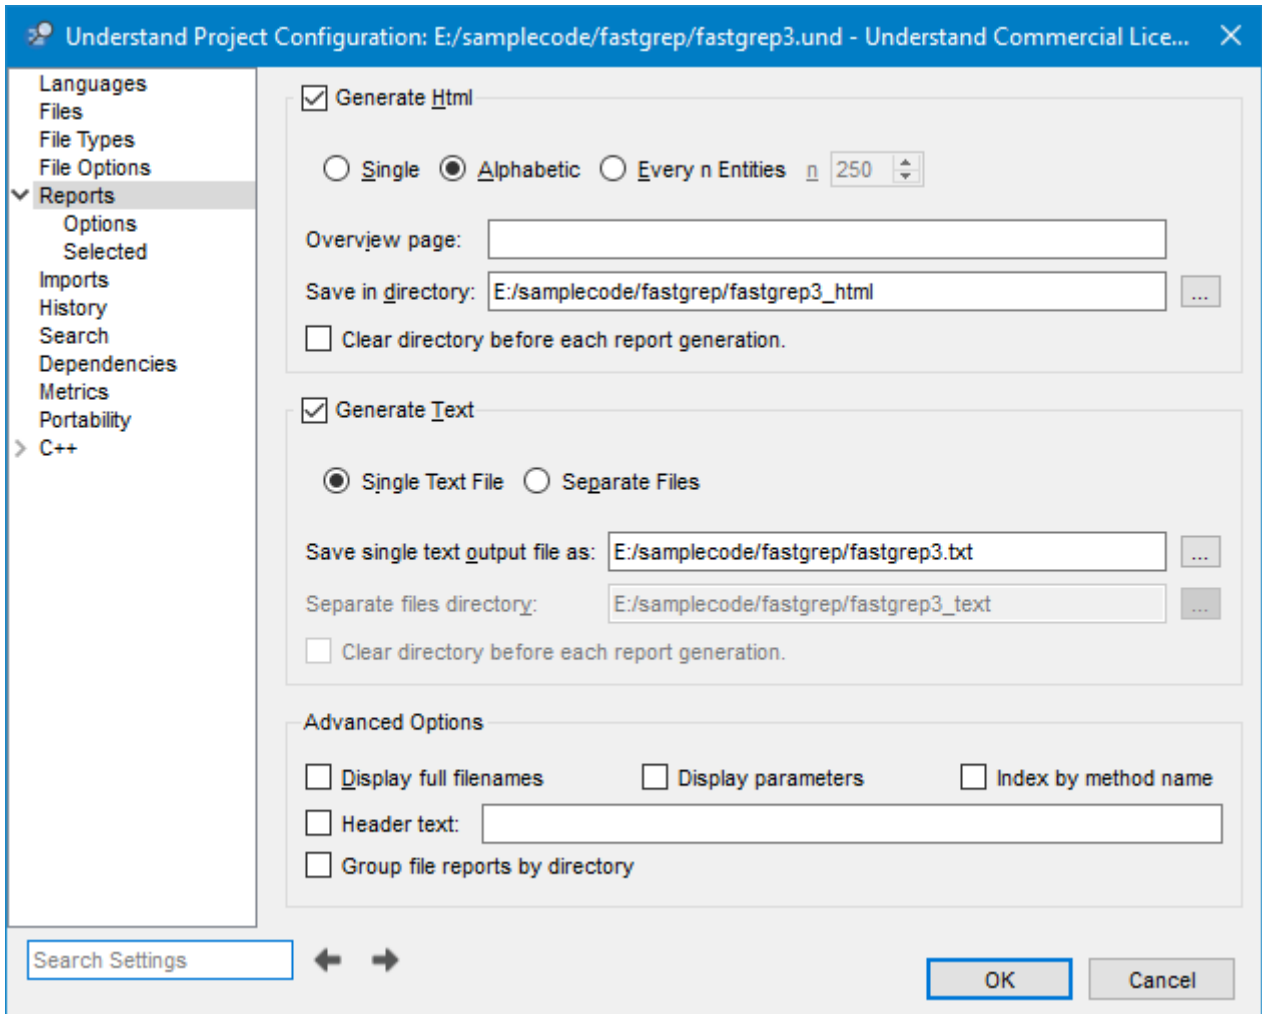 Understand Project Configuration: E:/samplecode/fastgrep/fastgrep3.und - Understand Commercial Lice...
Languages
Files
File Types
File Options
Reports
Options
Selected
Imports
History
Search
Dependencies
Metrics
Portability
C++
Search Settings
Generate Html
Single Alphabetic Every n Entities n 250
Overview page:
Save in directory: E:/samplecode/fastgrep/fastgrep3_html ...
Clear directory before each report generation.
Generate Text
Single Text File Separate Files
Save single text output file as: E:/samplecode/fastgrep/fastgrep3.txt ...
Separate files directory: E:/samplecode/fastgrep/fastgrep3_text ...
Clear directory before each report generation.
Advanced Options
Display full filenames Display parameters Index by method name
Header text:
Group file reports by directory
OK Cancel